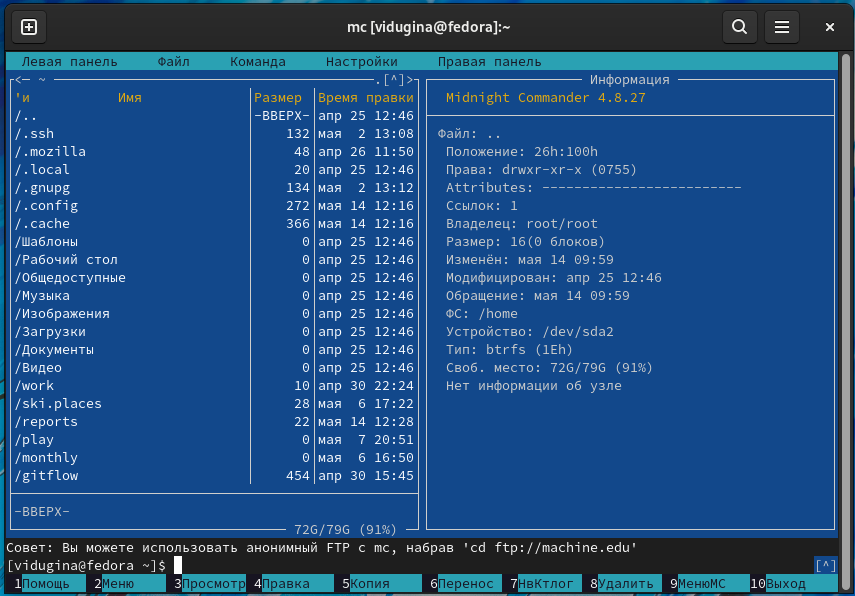 mc [vidugina@fedora]:~
Левая панель Файл Команда Настройки Правая панель
<— ~ .[^]>
'и Имя Размер Время правки
/.. -ВВЕРХ- апр 25 12:46
/.ssh 132 мая 2 13:08
/.mozilla 48 апр 26 11:50
/.local 20 апр 25 12:46
/.gnupg 134 мая 2 13:12
/.config 272 мая 14 12:16
/.cache 366 мая 14 12:16
/Шаблоны 0 апр 25 12:46
/Рабочий стол 0 апр 25 12:46
/Общедоступные 0 апр 25 12:46
/Музыка 0 апр 25 12:46
/Изображения 0 апр 25 12:46
/Загрузки 0 апр 25 12:46
/Документы 0 апр 25 12:46
/Видео 0 апр 25 12:46
/work 10 апр 30 22:24
/ski.places 28 мая 6 17:22
/reports 22 мая 14 12:28
/play 0 мая 7 20:51
/monthly 0 мая 6 16:50
/gitflow 454 апр 30 15:45
-ВВЕРХ-
72G/79G (91%)
Информация
Midnight Commander 4.8.27
Файл: ..
Положение: 26h:100h
Права: drwxr-xr-x (0755)
Attributes: -------------------------
Ссылок: 1
Владелец: root/root
Размер: 16(0 блоков)
Изменён: мая 14 09:59
Модифицирован: апр 25 12:46
Обращение: мая 14 09:59
ФС: /home
Устройство: /dev/sda2
Тип: btrfs (1Eh)
Своб. место: 72G/79G (91%)
Нет информации об узле
Совет: Вы можете использовать анонимный FTP с mc, набрав 'cd ftp://machine.edu'
[vidugina@fedora ~]$ [^]
1Помощь 2Меню 3Просмотр 4Правка 5Копия 6Перенос 7НвКтлог 8Удалить 9МенюМС 10Выход